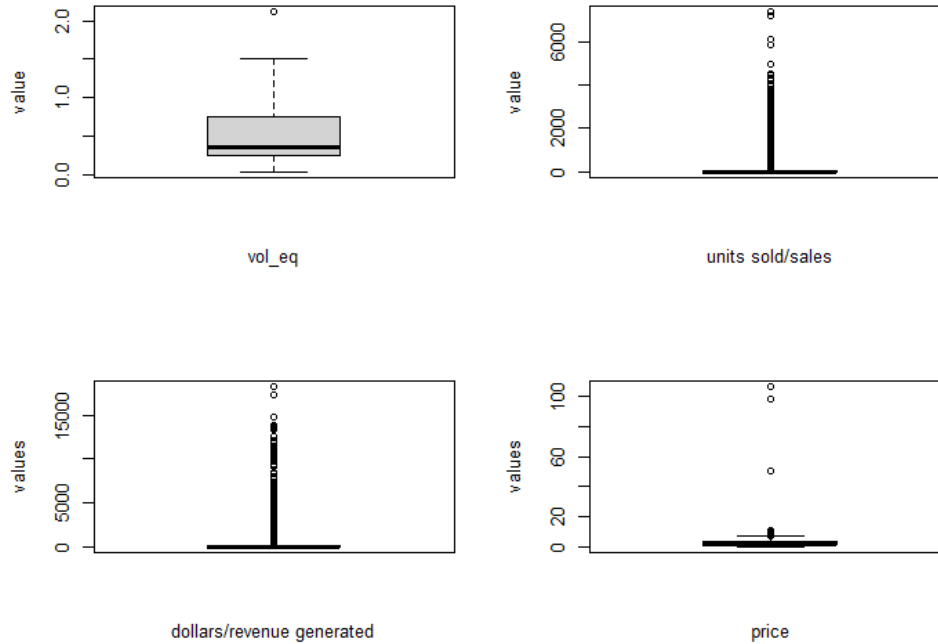 value
2.0
1.0
0.0
vol_eq
value
6000
2000
0
units sold/sales
values
15000
5000
0
dollars/revenue generated
values
100
60
20
0
price